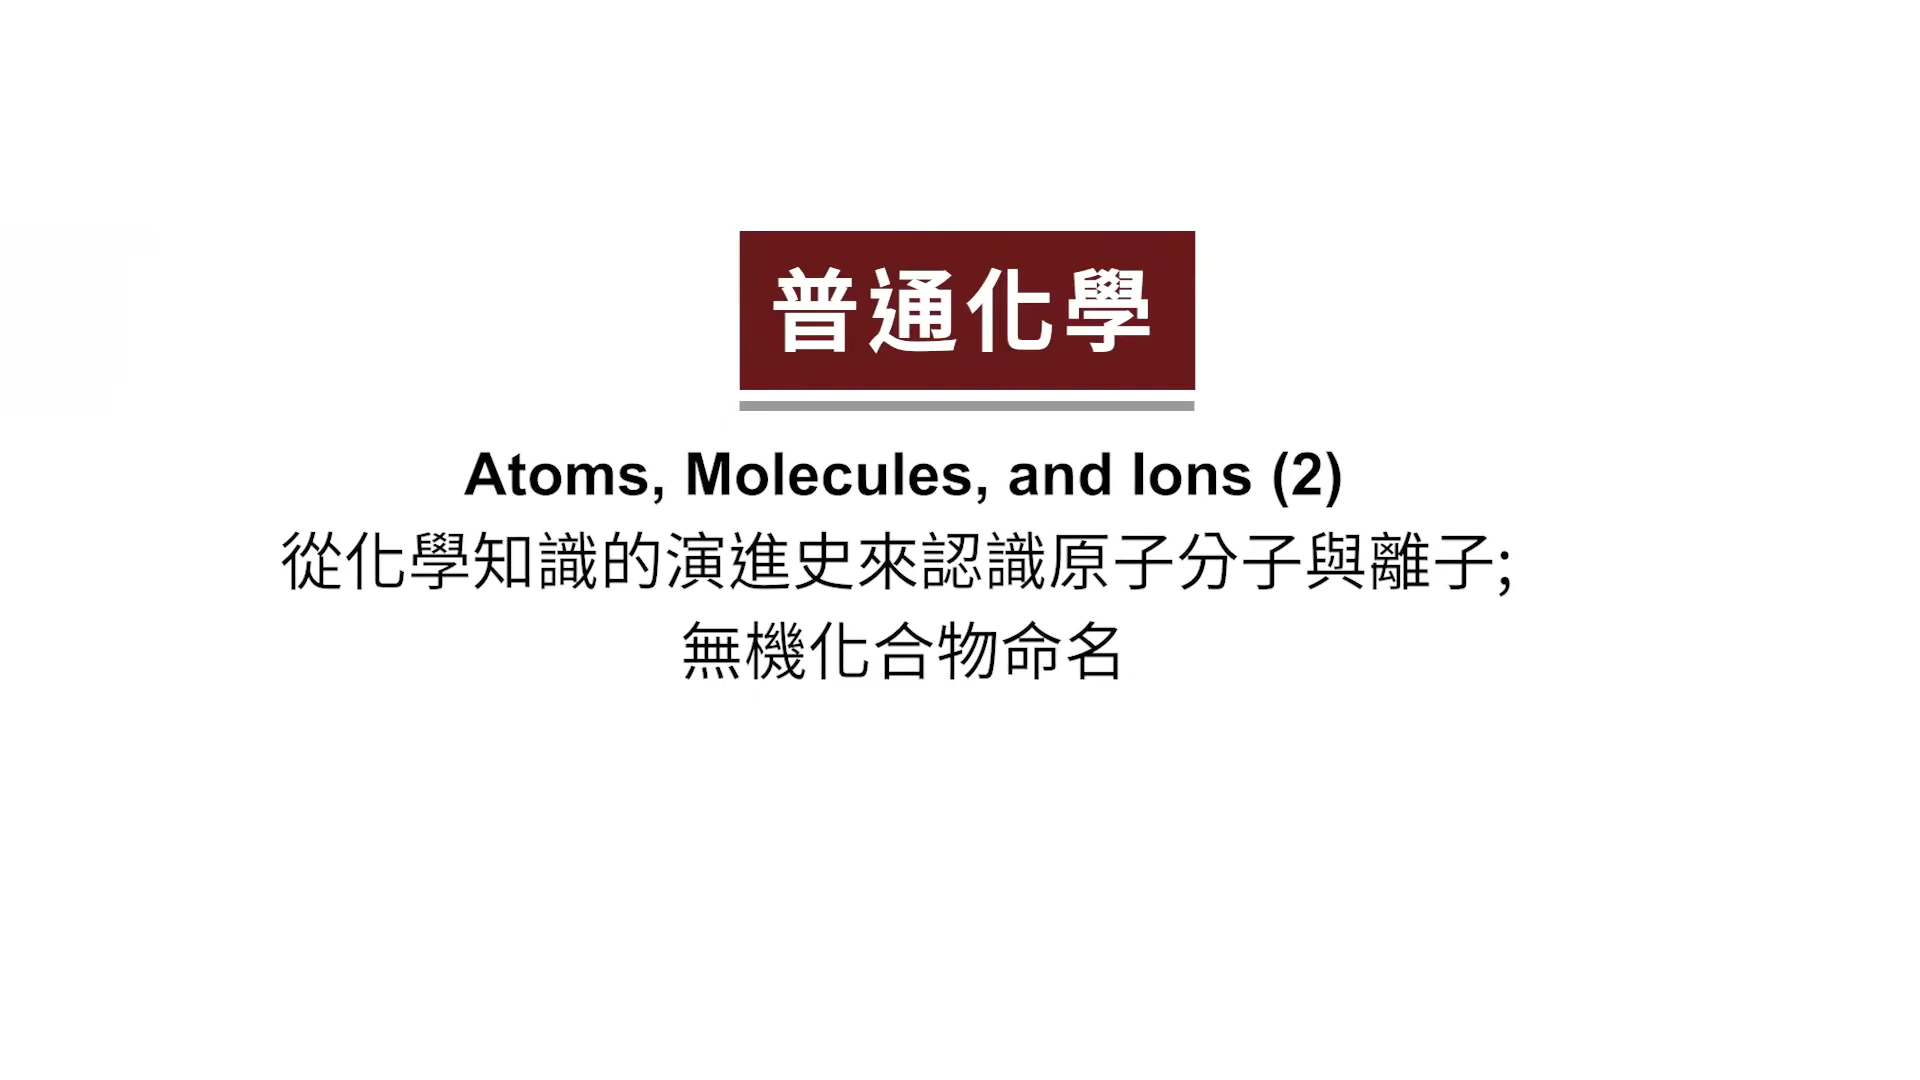 普通化學
Atoms, Molecules, and Ions (2)
從化學知識的演進史來認識原子分子與離子;
無機化合物命名